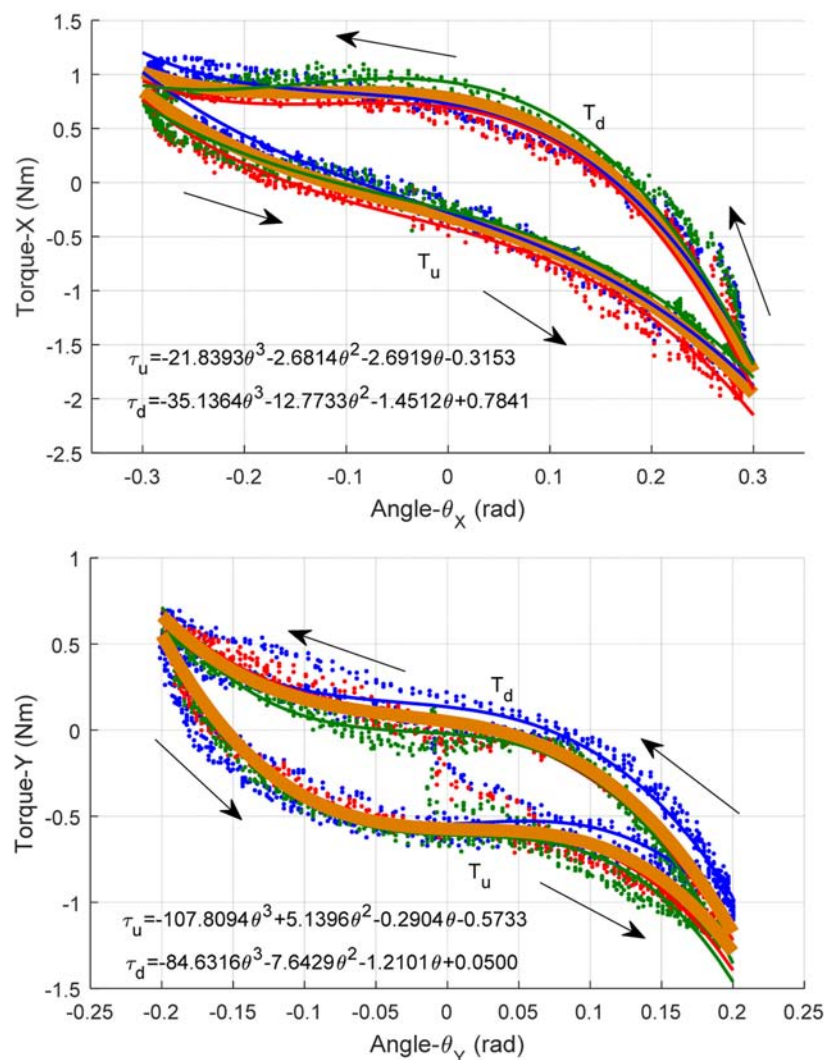 1.5
1
0.5
0
-0.5
-1
-1.5
-2
-2.5
Torque-X (Nm)
T_d
T_u
τ_u=-21.8393θ^3-2.6814θ^2-2.6919θ-0.3153
τ_d=-35.1364θ^3-12.7733θ^2-1.4512θ+0.7841
-0.3 -0.2 -0.1 0 0.1 0.2 0.3
Angle-θ_X (rad)
1
0.5
0
-0.5
-1
-1.5
Torque-Y (Nm)
T_d
T_u
τ_u=-107.8094θ^3+5.1396θ^2-0.2904θ-0.5733
τ_d=-84.6316θ^3-7.6429θ^2-1.2101θ+0.0500
-0.25 -0.2 -0.15 -0.1 -0.05 0 0.05 0.1 0.15 0.2 0.25
Angle-θ_Y (rad)